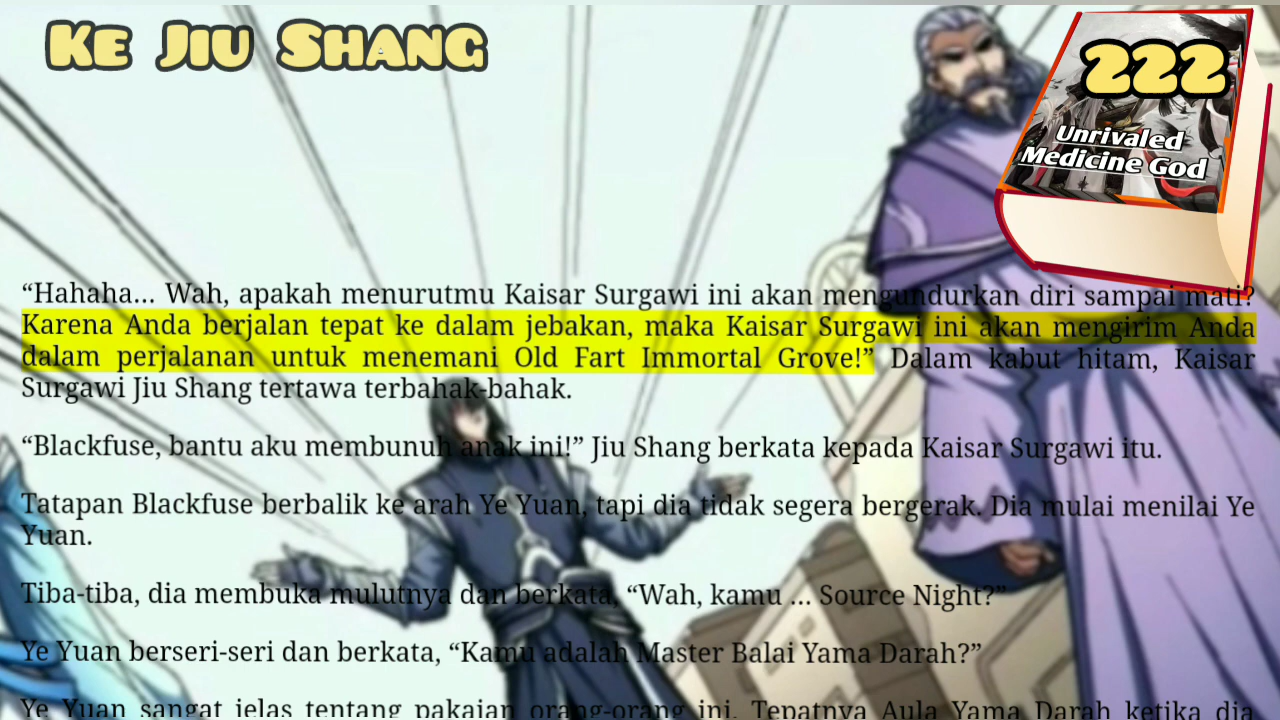 Ke Jiu Shang
222
Unrivaled
Medicine God
“Hahaha... Wah, apakah menurutmu Kaisar Surgawi ini akan mengundurkan diri sampai mati?
Karena Anda berjalan tepat ke dalam jebakan, maka Kaisar Surgawi ini akan mengirim Anda
dalam perjalanan untuk menemani Old Fart Immortal Grove!” Dalam kabut hitam, Kaisar
Surgawi Jiu Shang tertawa terbahak-bahak.
“Blackfuse, bantu aku membunuh anak ini!” Jiu Shang berkata kepada Kaisar Surgawi itu.
Tatapan Blackfuse berbalik ke arah Ye Yuan, tapi dia tidak segera bergerak. Dia mulai menilai Ye
Yuan.
Tiba-tiba, dia membuka mulutnya dan berkata, “Wah, kamu ... Source Night?”
Ye Yuan berseri-seri dan berkata, “Kamu adalah Master Balai Yama Darah?”
Ye Yuan sangat jelas tentang pakaian orang-orang ini. Tepatnya Aula Yama Darah ketika dia